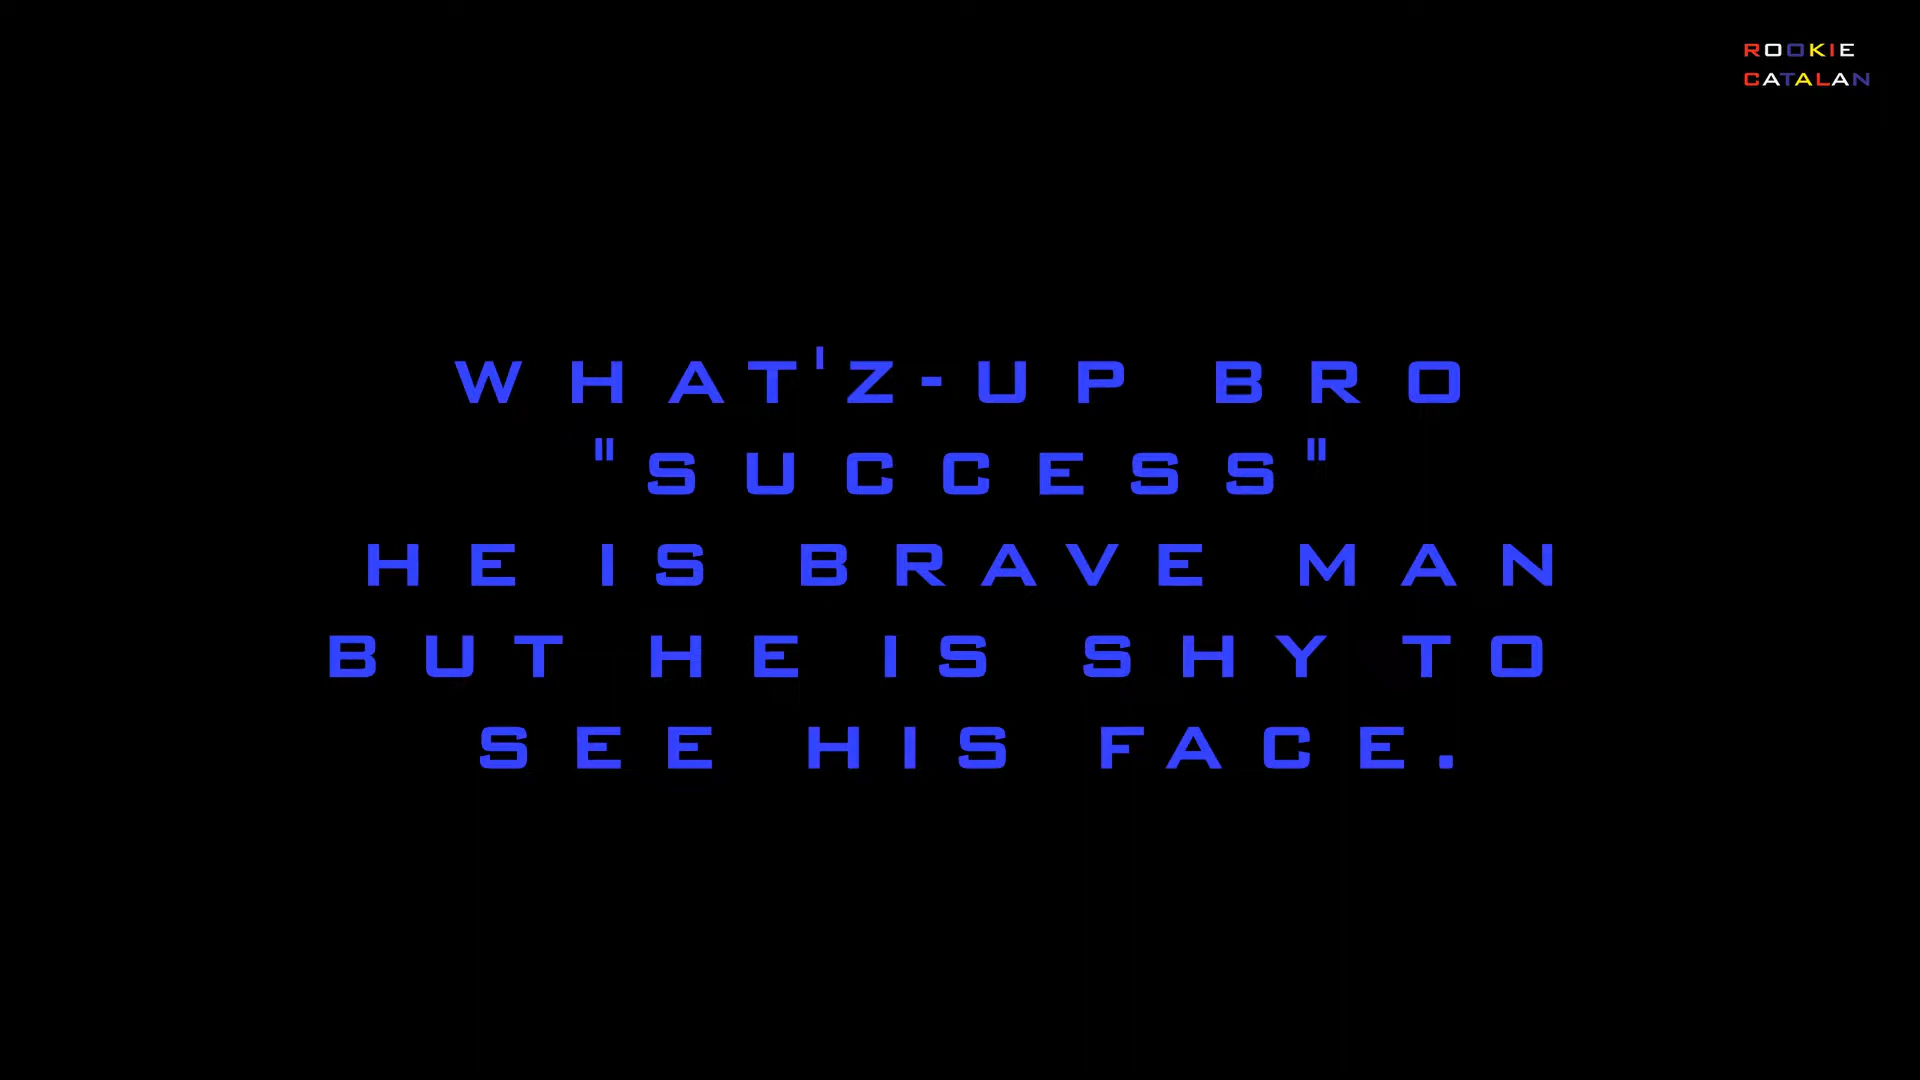 ROOKIE
CATALAN
WHAT'Z-UP BRO
"SUCCESS"
HE IS BRAVE MAN
BUT HE IS SHY TO
SEE HIS FACE.